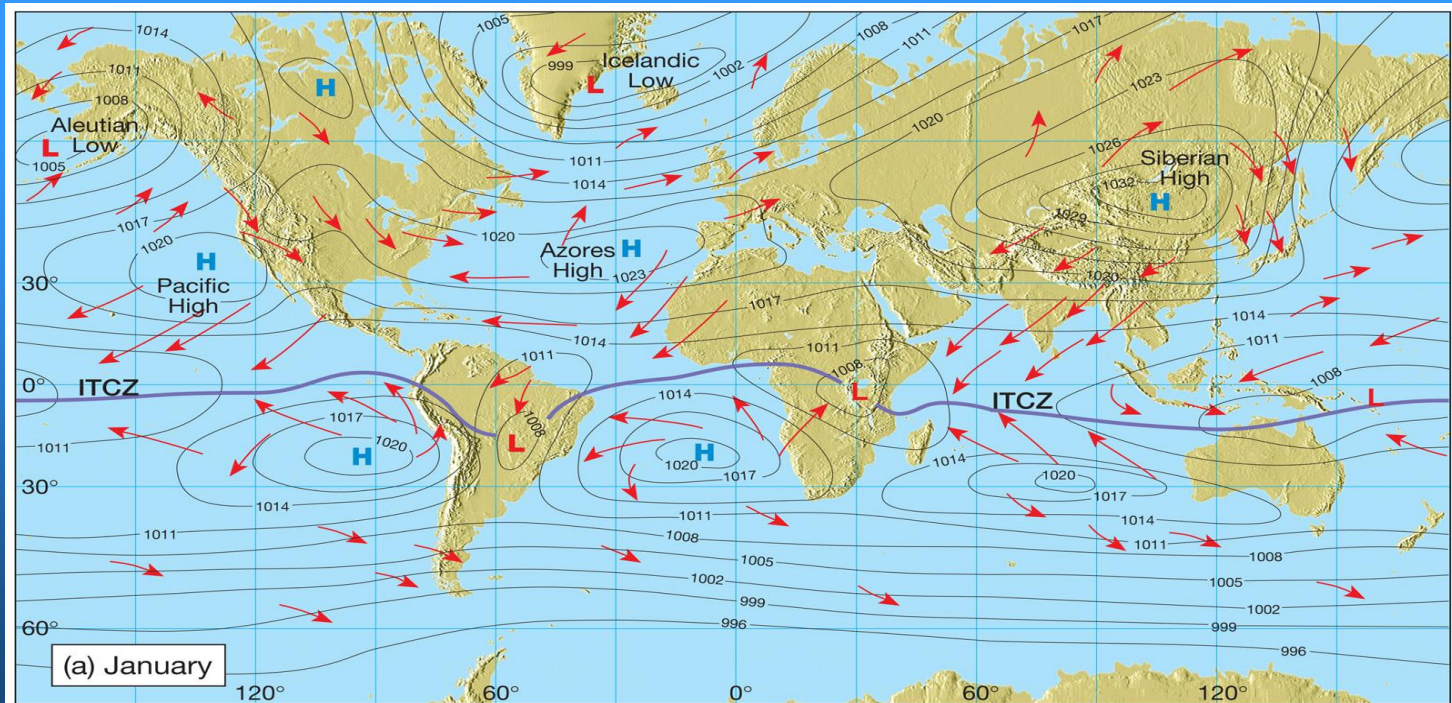 1014
1005
1008
1017
1011
1011
999
Icelandic
Low
1002
L
H
1008
Aleutian
Low
L
1005
1023
1020
1011
1014
1026
Siberian
High
1032
H
1029
1017
1020
H
Pacific
High
1020
Azores
High
H
1023
1020
30°
1017
1014
1014
1011
1011
1011
1008
L
1008
0°
ITCZ
ITCZ
L
1014
1017
1011
1020
H
1008
L
H
1020
1017
1014
1020
1017
30°
1014
1011
1014
1011
1008
1011
1008
1005
1005
1002
1002
999
999
60°
996
996
(a) January
120°
60°
0°
60°
120°